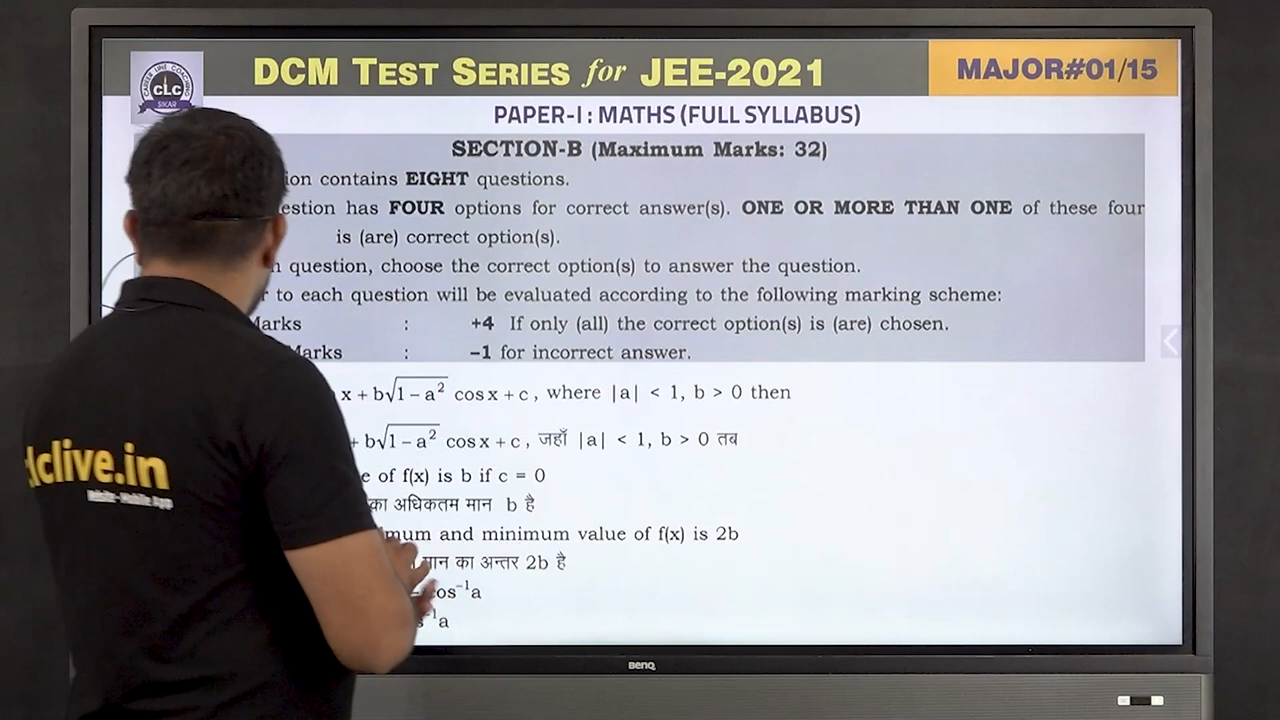 DCM TEST SERIES for JEE-2021
MAJOR#01/15
CAREER LINE COACHING
CLC
SIKAR
PAPER-I : MATHS (FULL SYLLABUS)
SECTION-B (Maximum Marks: 32)
contains EIGHT questions.
has FOUR options for correct answer(s). ONE OR MORE THAN ONE of these four
is (are) correct option(s).
question, choose the correct option(s) to answer the question.
to each question will be evaluated according to the following marking scheme:
Marks : +4 If only (all) the correct option(s) is (are) chosen.
Marks : –1 for incorrect answer.
x + b√(1 – a²) cos x + c , where |a| < 1, b > 0 then
+ b√(1 – a²) cos x + c , जहाँ |a| < 1, b > 0 तब
of f(x) is b if c = 0
का अधिकतम मान b है
and minimum value of f(x) is 2b
मान का अन्तर 2b है
cos⁻¹a
⁻¹a
clclive.in
Website - Mobile App
BenQ